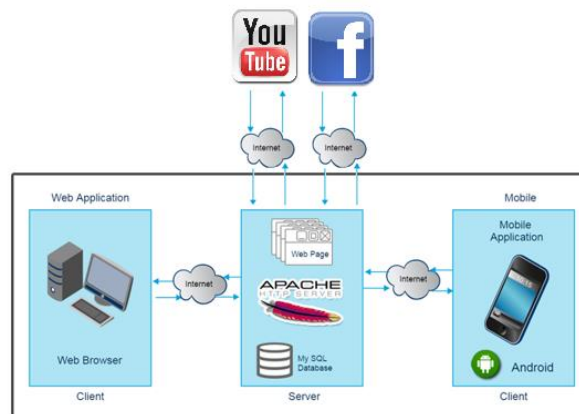 You
Tube
f
Internet
Internet
Web Application
Mobile
Web Page
Mobile
Application
Internet
Internet
APACHE
HTTP SERVER
Web Browser
My SQL
Database
Android
Client
Server
Client